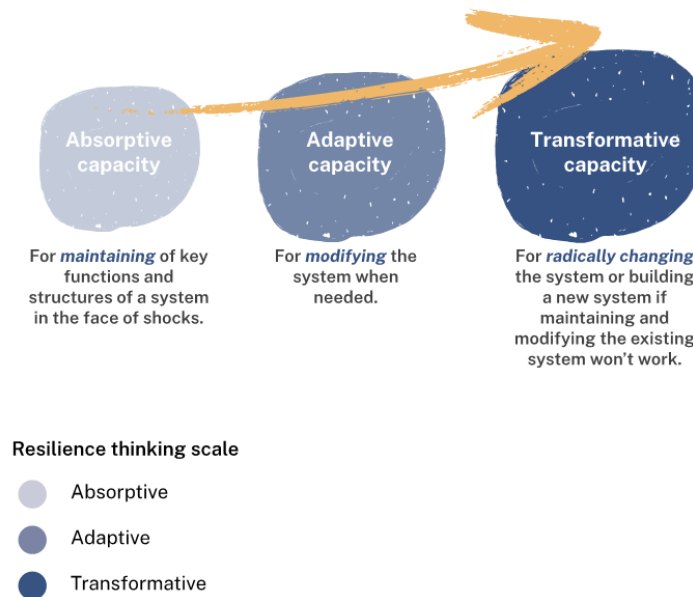 Absorptive
capacity
Adaptive
capacity
Transformative
capacity
For maintaining of key
functions and
structures of a system
in the face of shocks.
For modifying the
system when
needed.
For radically changing
the system or building
a new system if
maintaining and
modifying the existing
system won't work.
Resilience thinking scale
Absorptive
Adaptive
Transformative